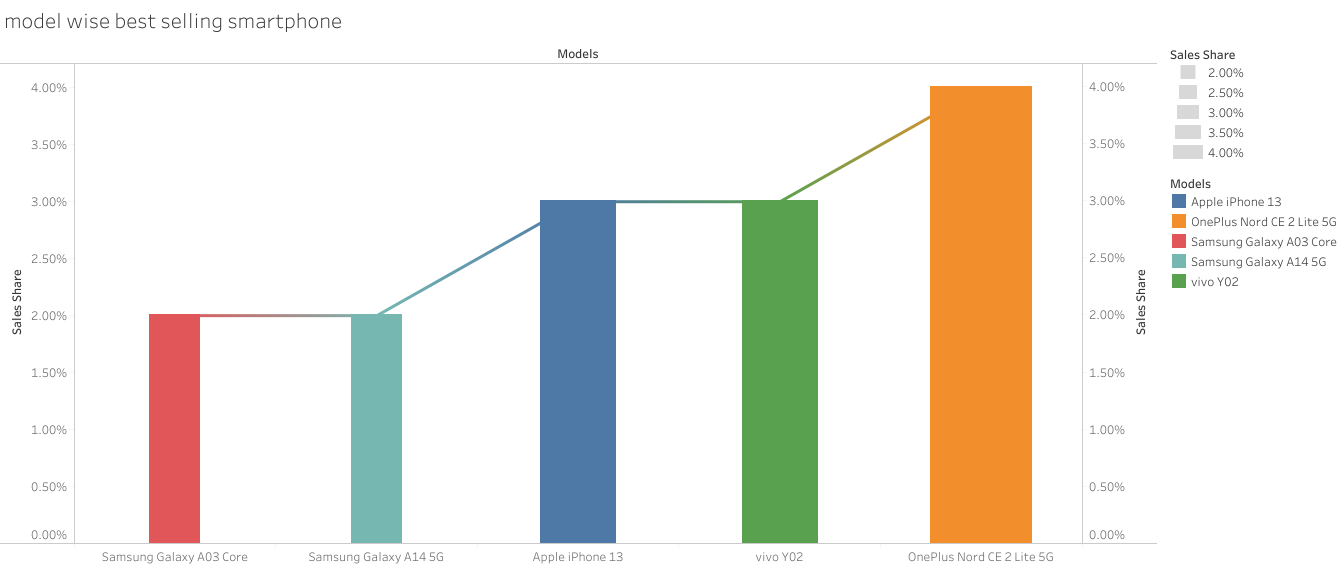 model wise best selling smartphone
Models
Sales Share
4.00%
3.50%
3.00%
2.50%
2.00%
1.50%
1.00%
0.50%
0.00%
Samsung Galaxy A03 Core
Samsung Galaxy A14 5G
Apple iPhone 13
vivo Y02
OnePlus Nord CE 2 Lite 5G
Sales Share
4.00%
3.50%
3.00%
2.50%
2.00%
1.50%
1.00%
0.50%
0.00%
Sales Share
2.00%
2.50%
3.00%
3.50%
4.00%
Models
Apple iPhone 13
OnePlus Nord CE 2 Lite 5G
Samsung Galaxy A03 Core
Samsung Galaxy A14 5G
vivo Y02